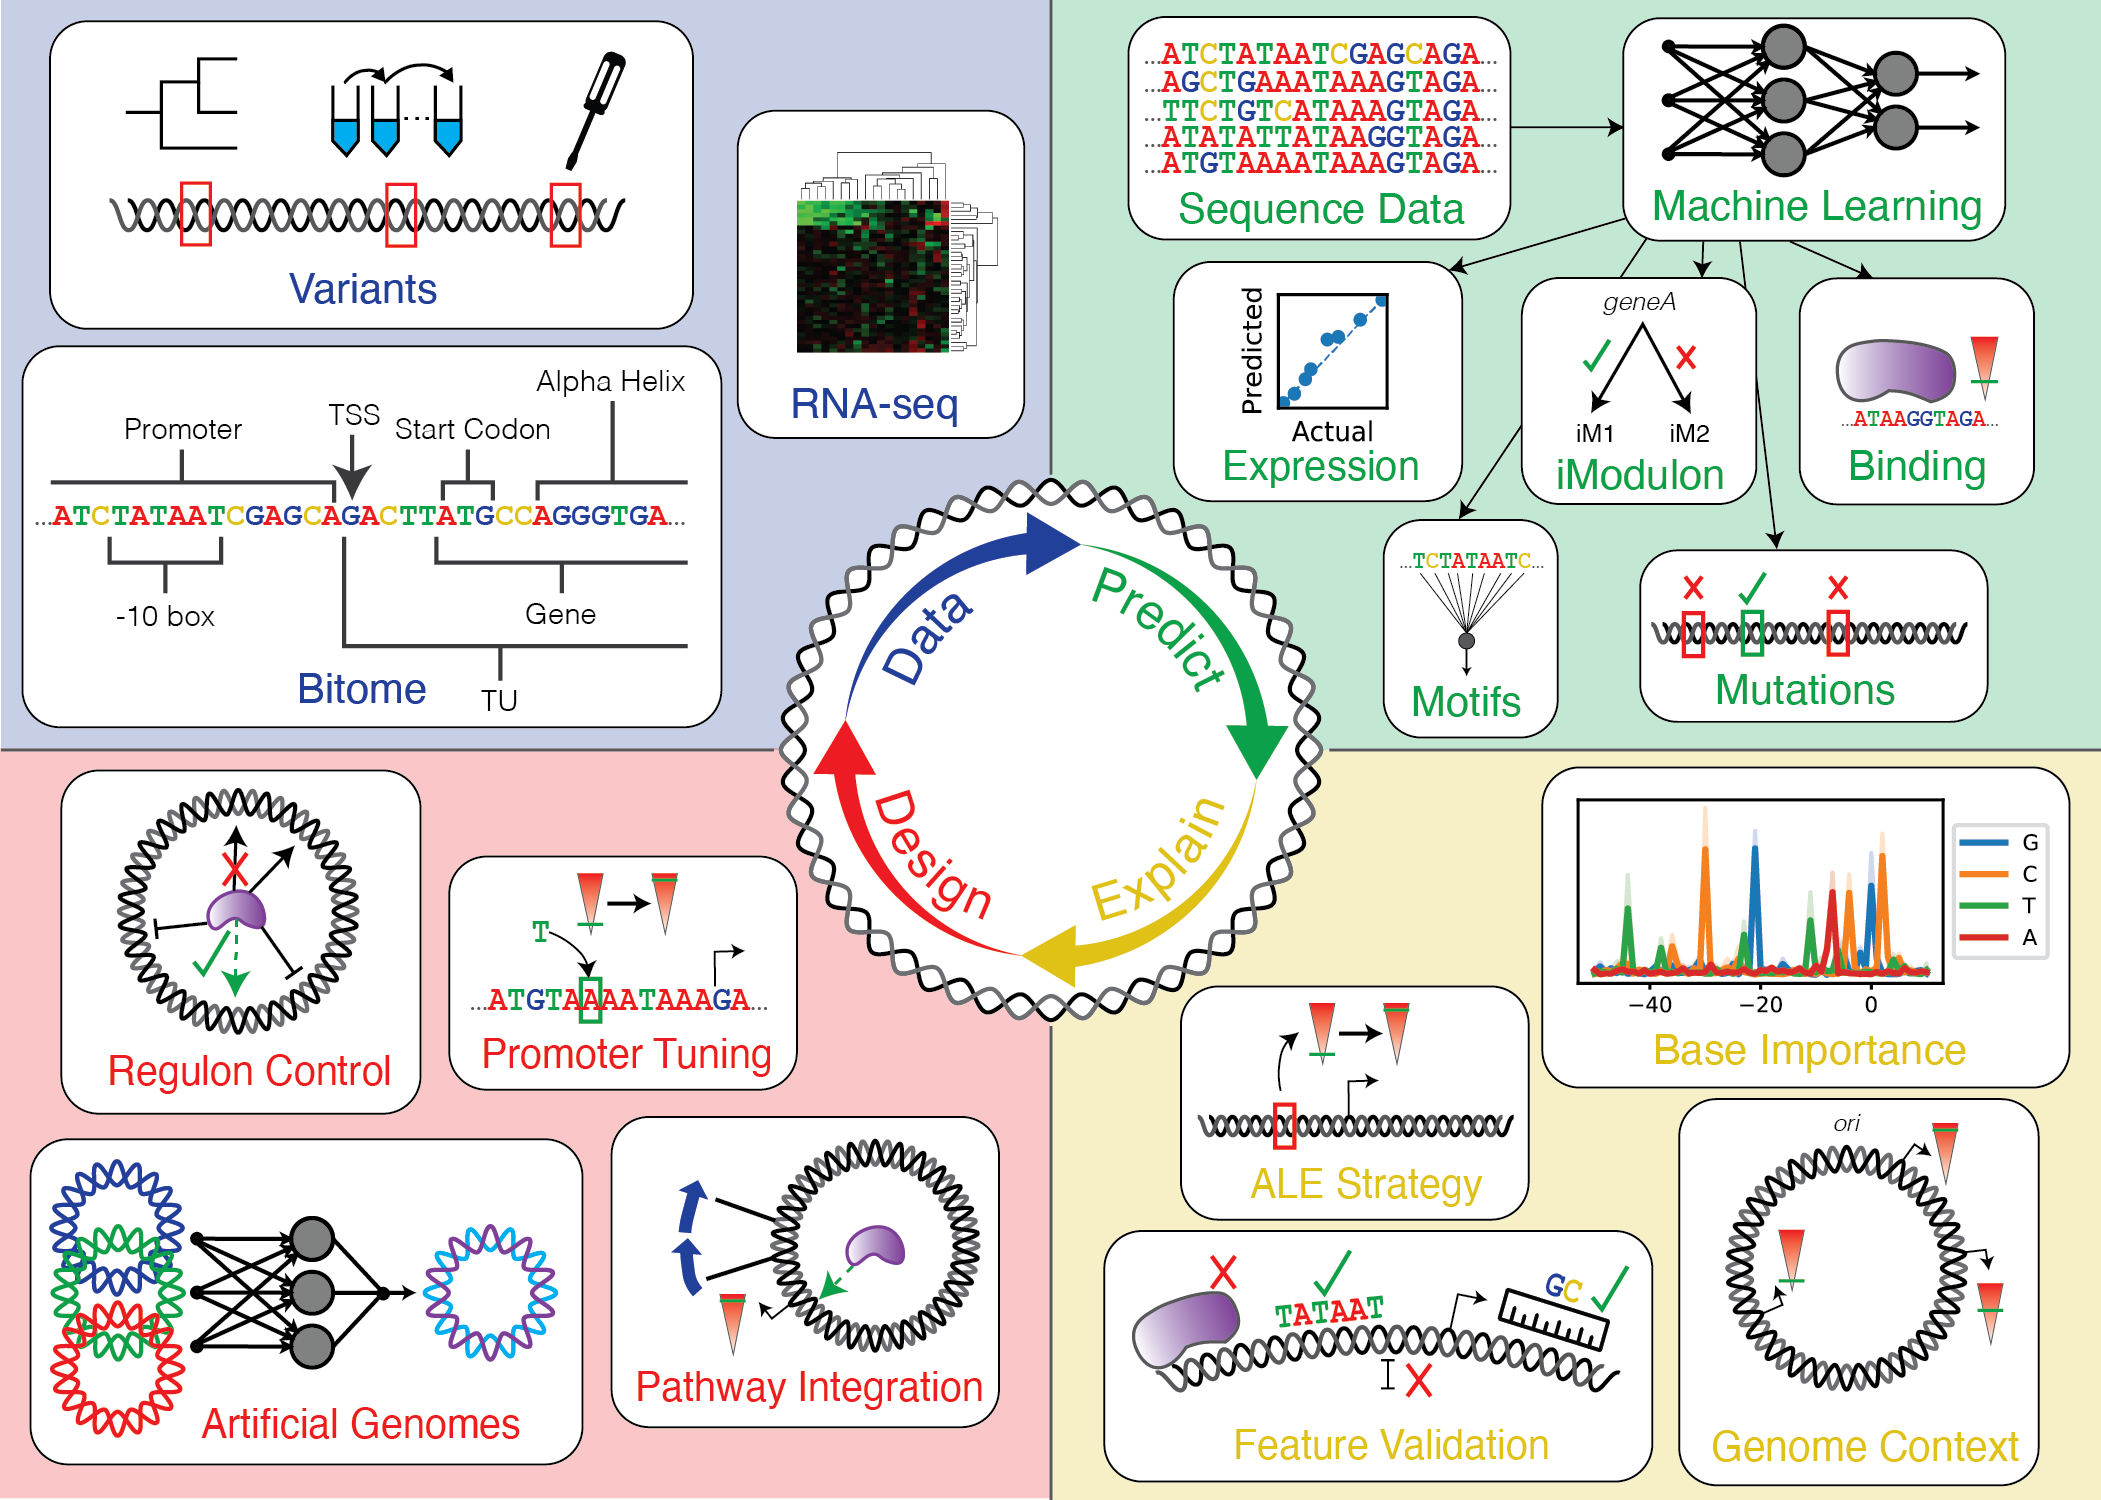 Variants
RNA-seq
Alpha Helix
TSS
Promoter
Start Codon
...ATCTATAATCGAGCAGACTTATGCCAGGGTGA...
-10 box
Gene
TU
Bitome
...ATCTATAATCGAGCAGA...
...AGCTGAAATAAAGTAGA...
...TTCTGTCATAAAGTAGA...
...ATATATTATAAGGTAGA...
...ATGTAAAATAAAGTAGA...
Sequence Data
Machine Learning
Predicted
Actual
Expression
geneA
iM1
iM2
iModulon
...ATAAGGTAGA...
Binding
...TCTATAATC...
Motifs
Mutations
Data
Predict
Explain
Design
Regulon Control
T
...ATGTAAAATAAAGA...
Promoter Tuning
Artificial Genomes
Pathway Integration
G
C
T
A
−40
−20
0
Base Importance
ALE Strategy
TATAAT
GC
Feature Validation
ori
Genome Context